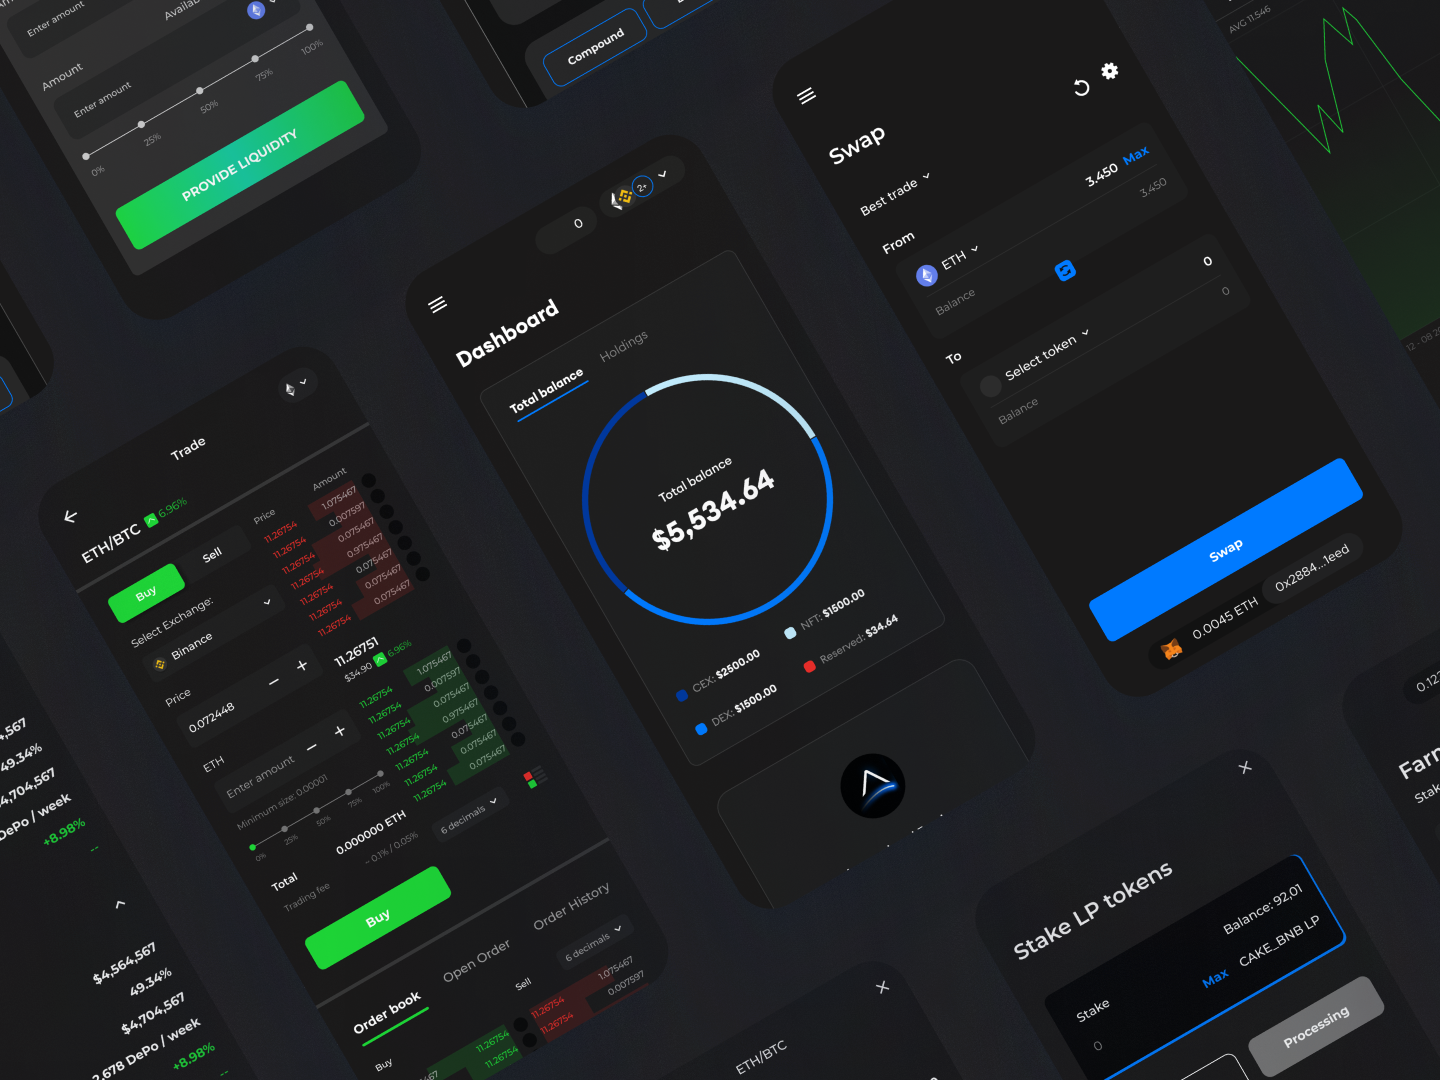 Enter amount
Amount
Enter amount
0%
25%
50%
75%
100%
PROVIDE LIQUIDITY
Compound
Trade
ETH/BTC 6.96%
Buy
Sell
Select Exchange:
Binance
Price
0.072448
ETH
Enter amount
Minimum size: 0.00001
0%
25%
50%
75%
100%
Total
0.000000 ETH
Trading fee
~ 0.1% / 0.05%
Buy
Price
Amount
11.26754 1.075467
11.26754 0.007597
11.26754 0.075467
11.26754 0.975467
11.26754 0.075467
11.26754 0.075467
11.26754 0.075467
11.26751
$34.90 6.96%
11.26754 1.075467
11.26754 0.007597
11.26754 0.075467
11.26754 0.975467
11.26754 0.075467
11.26754 0.075467
11.26754 0.075467
6 decimals
Order book
Open Order
Order History
Buy
Sell
6 decimals
11.26754
11.26754
11.26754 1.075467
11.26754 0.007597
0
2+
Dashboard
Total balance
Holdings
Total balance
$5,534.64
CEX: $2500.00
NFT: $1500.00
DEX: $1500.00
Reserved: $34.64
Swap
Best trade
From
3.450 Max
ETH
3.450
Balance
To
0
Select token
0
Balance
Swap
0.0045 ETH
0x2884...1eed
AVG 11.546
49.34%
DePo / week
+8.98%
--
$4,564,567
49.34%
$4,704,567
DePo / week
+8.98%
--
ETH/BTC
Stake LP tokens
Balance: 92,01
Stake
Max
CAKE_BNB LP
0
Processing